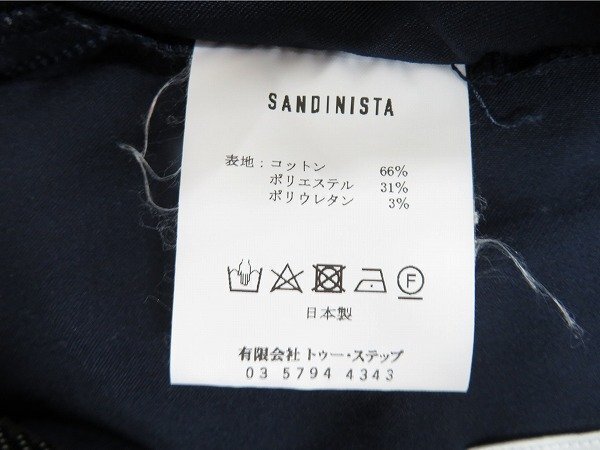 SANDINISTA
表地：コットン 66%
ポリエステル 31%
ポリウレタン 3%
F
日本製
有限会社 トゥー・ステップ
03 5794 4343